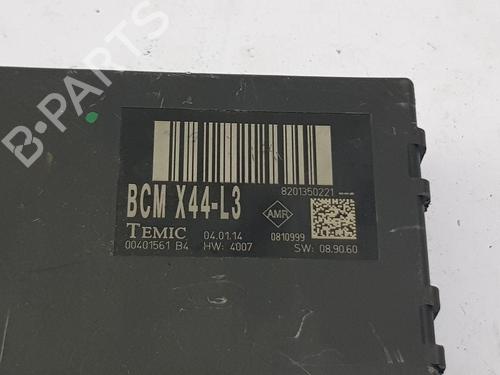 B-PARTS
8201350221 ---
BCM X44-L3
AMR
TEMIC 04.01.14 0810999
00401561 B4 HW: 4007 SW: 08.90.60